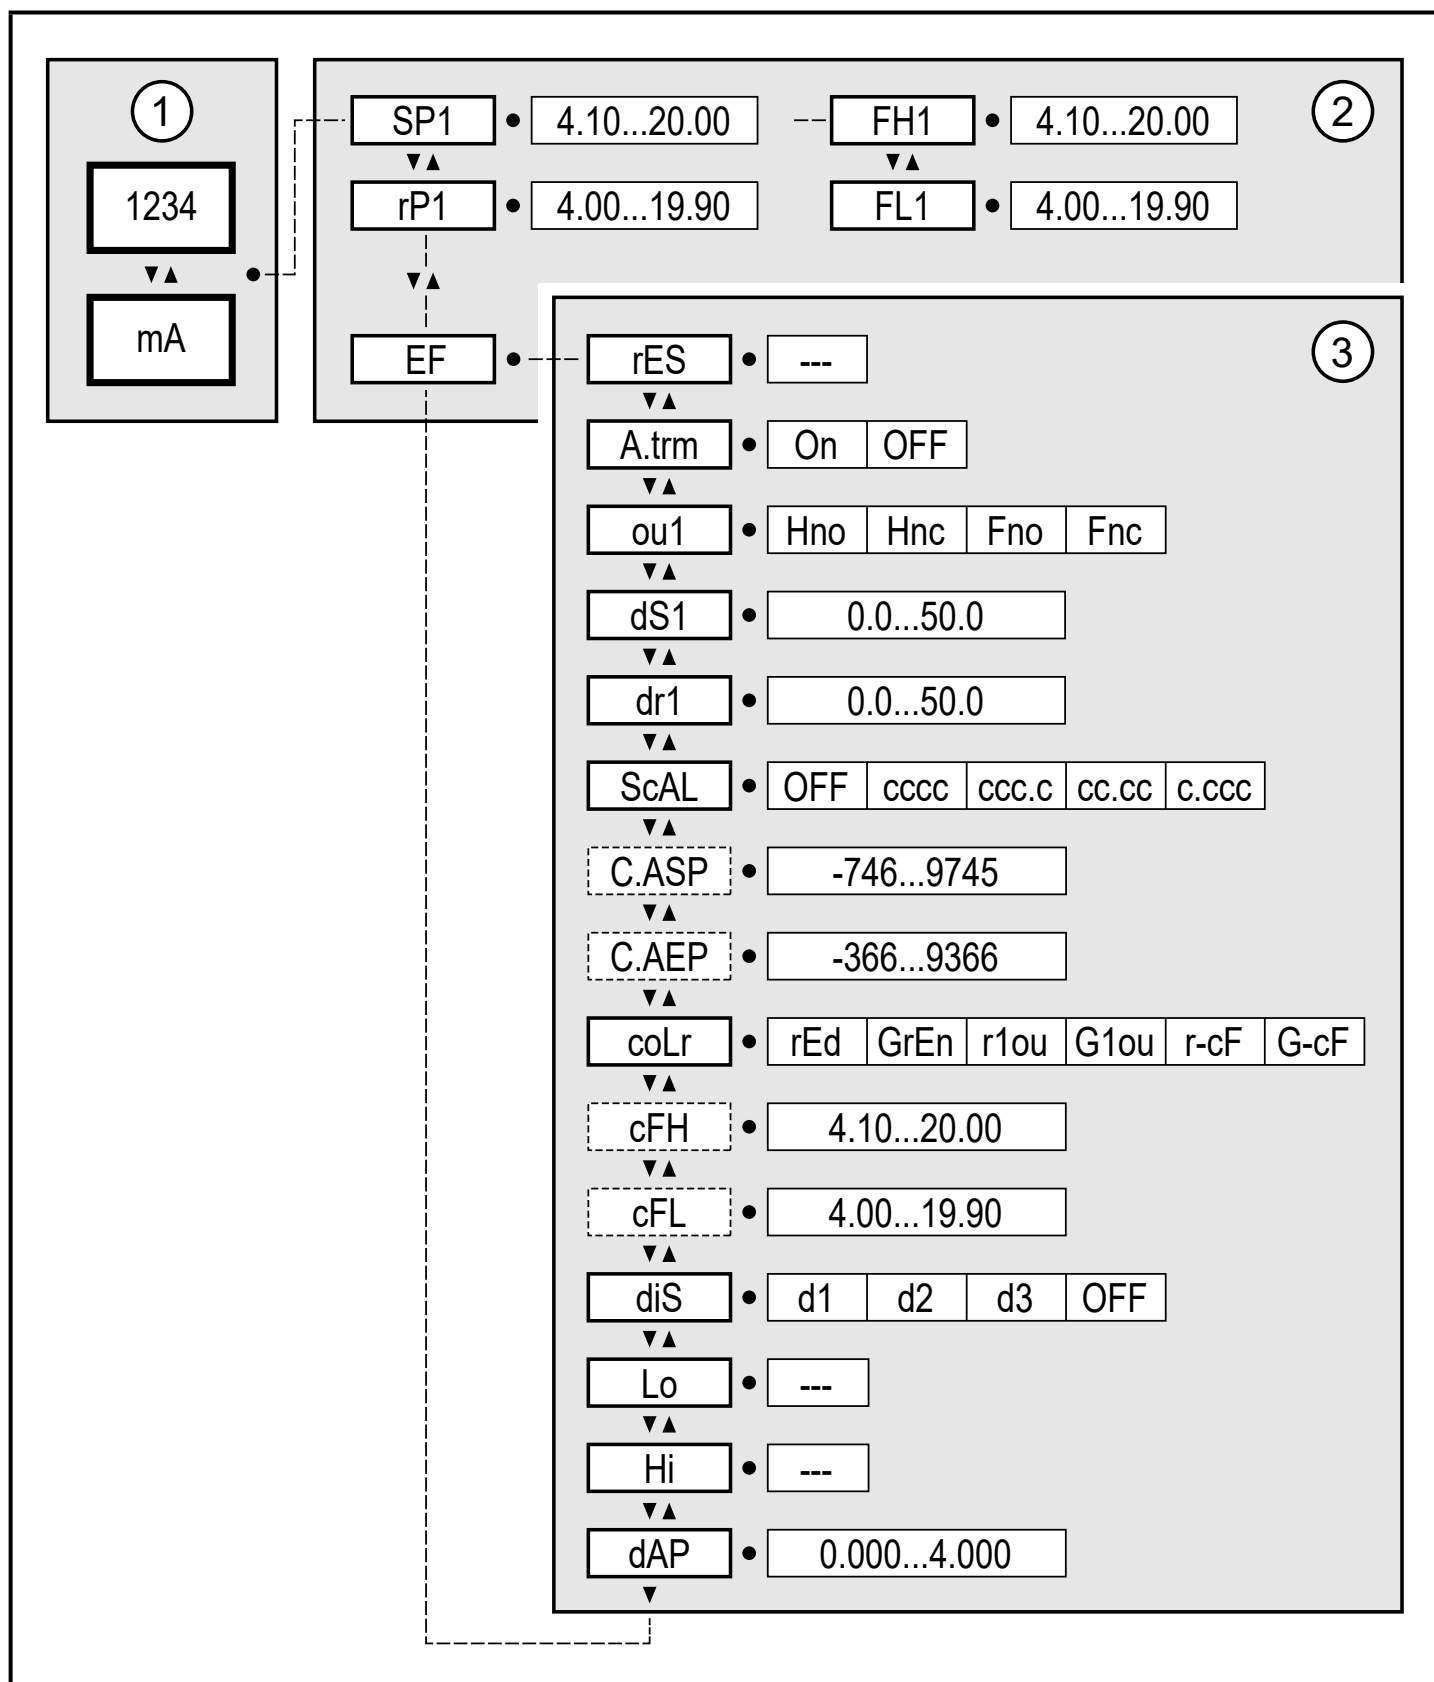 1
1234
mA
2
SP1 4.10...20.00
FH1 4.10...20.00
rP1 4.00...19.90
FL1 4.00...19.90
EF
3
rES ---
A.trm On OFF
ou1 Hno Hnc Fno Fnc
dS1 0.0...50.0
dr1 0.0...50.0
ScAL OFF cccc ccc.c cc.cc c.ccc
C.ASP -746...9745
C.AEP -366...9366
coLr rEd GrEn r1ou G1ou r-cF G-cF
cFH 4.10...20.00
cFL 4.00...19.90
diS d1 d2 d3 OFF
Lo ---
Hi ---
dAP 0.000...4.000